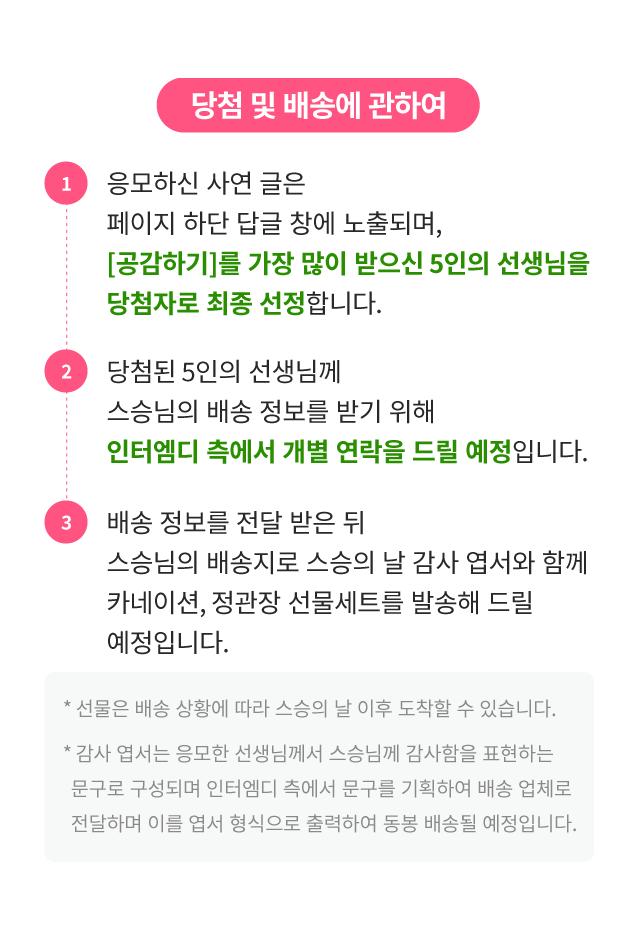 당첨 및 배송에 관하여
1
응모하신 사연 글은
페이지 하단 답글 창에 노출되며,
[공감하기]를 가장 많이 받으신 5인의 선생님을
당첨자로 최종 선정합니다.
2
당첨된 5인의 선생님께
스승님의 배송 정보를 받기 위해
인터엠디 측에서 개별 연락을 드릴 예정입니다.
3
배송 정보를 전달 받은 뒤
스승님의 배송지로 스승의 날 감사 엽서와 함께
카네이션, 정관장 선물세트를 발송해 드릴
예정입니다.
* 선물은 배송 상황에 따라 스승의 날 이후 도착할 수 있습니다.
* 감사 엽서는 응모한 선생님께서 스승님께 감사함을 표현하는
문구로 구성되며 인터엠디 측에서 문구를 기획하여 배송 업체로
전달하며 이를 엽서 형식으로 출력하여 동봉 배송될 예정입니다.